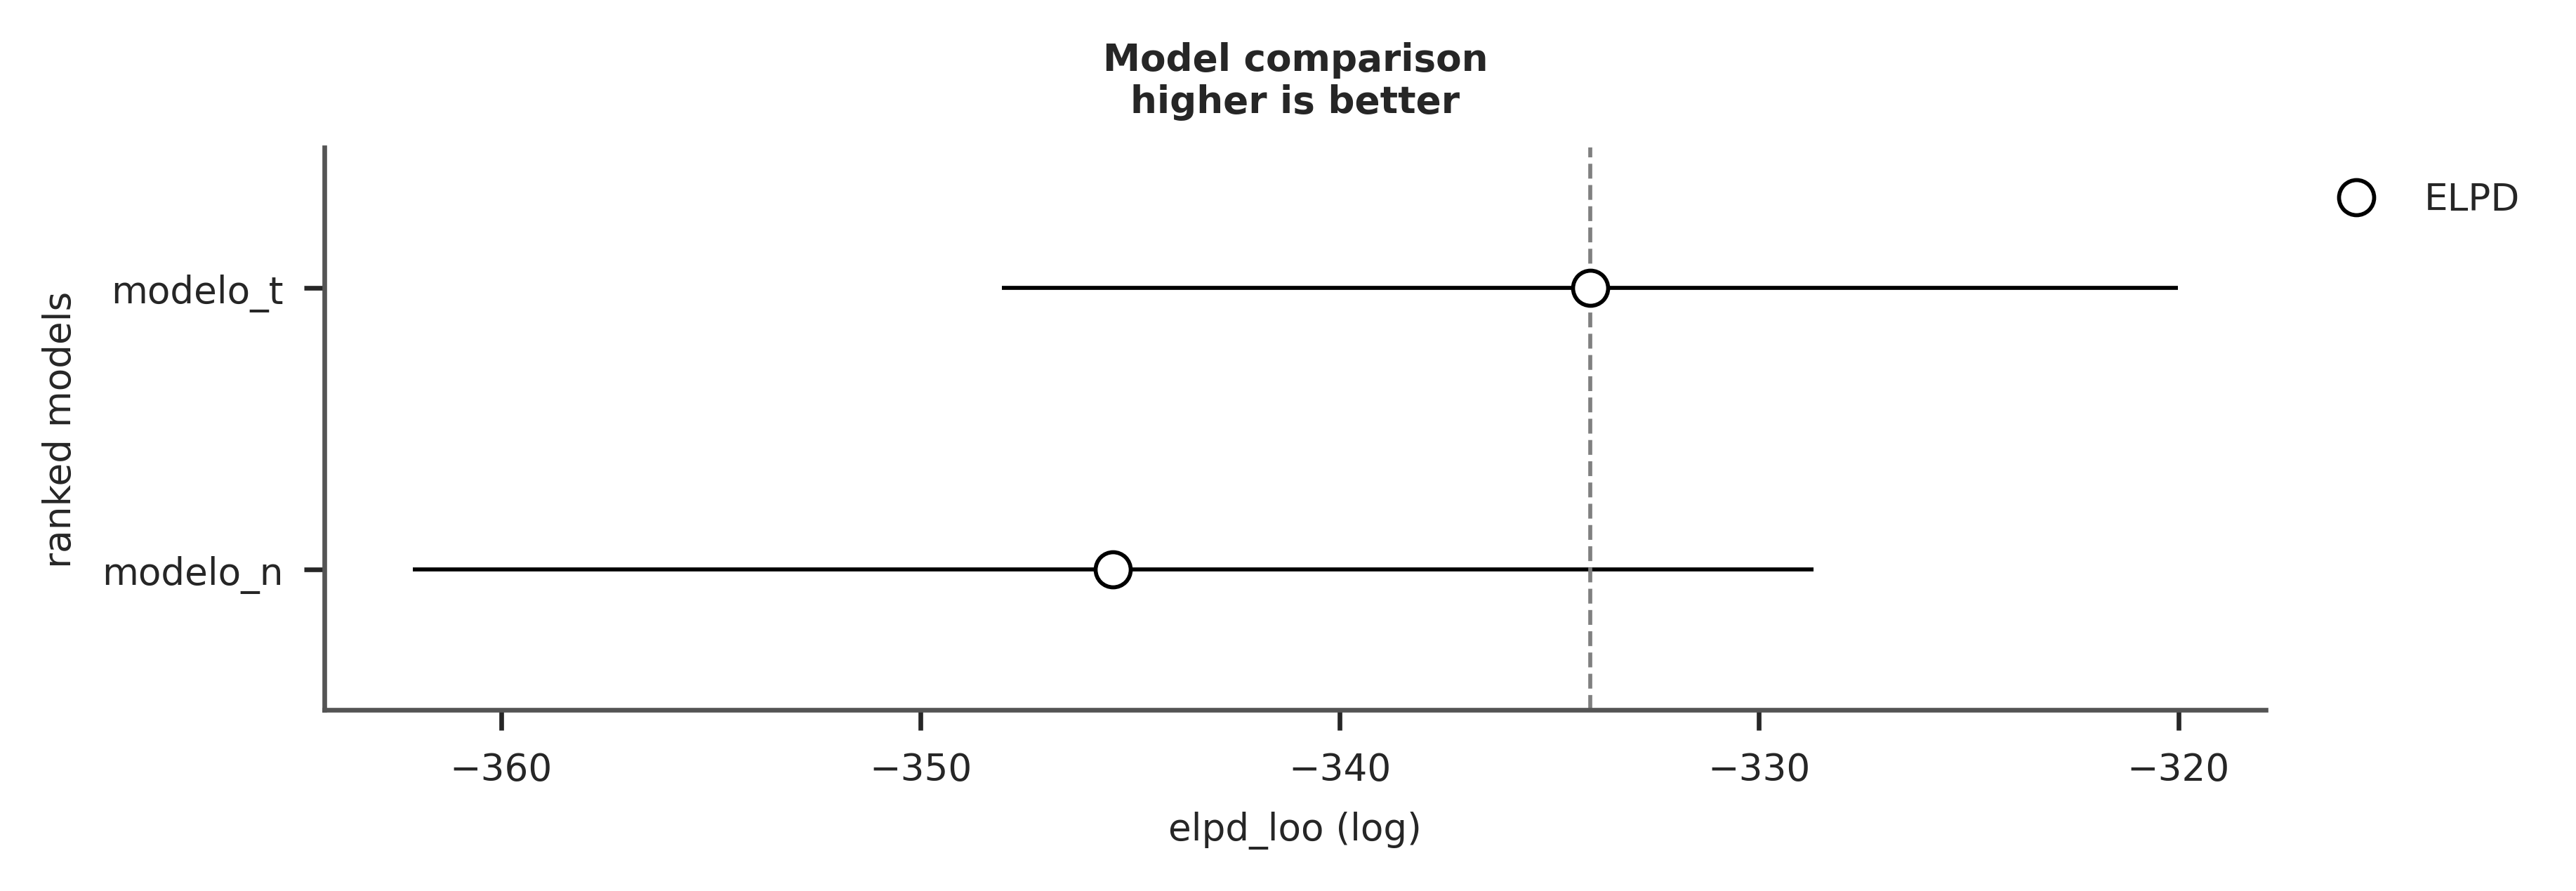 Model comparison
higher is better
ELPD
ranked models
modelo_t
modelo_n
−360
−350
−340
−330
−320
elpd_loo (log)